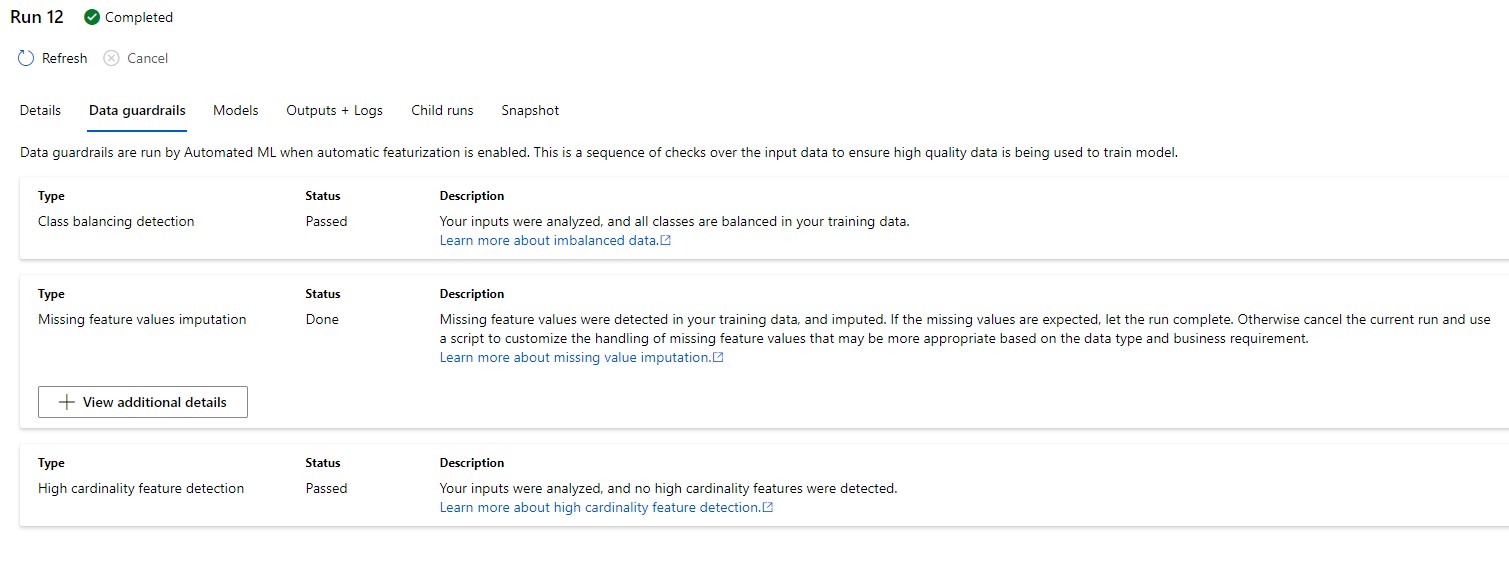 Run 12 Completed
Refresh Cancel
Details Data guardrails Models Outputs + Logs Child runs Snapshot
Data guardrails are run by Automated ML when automatic featurization is enabled. This is a sequence of checks over the input data to ensure high quality data is being used to train model.
Type Status Description
Class balancing detection Passed Your inputs were analyzed, and all classes are balanced in your training data.
Learn more about imbalanced data.
Type Status Description
Missing feature values imputation Done Missing feature values were detected in your training data, and imputed. If the missing values are expected, let the run complete. Otherwise cancel the current run and use
a script to customize the handling of missing feature values that may be more appropriate based on the data type and business requirement.
Learn more about missing value imputation.
View additional details
Type Status Description
High cardinality feature detection Passed Your inputs were analyzed, and no high cardinality features were detected.
Learn more about high cardinality feature detection.